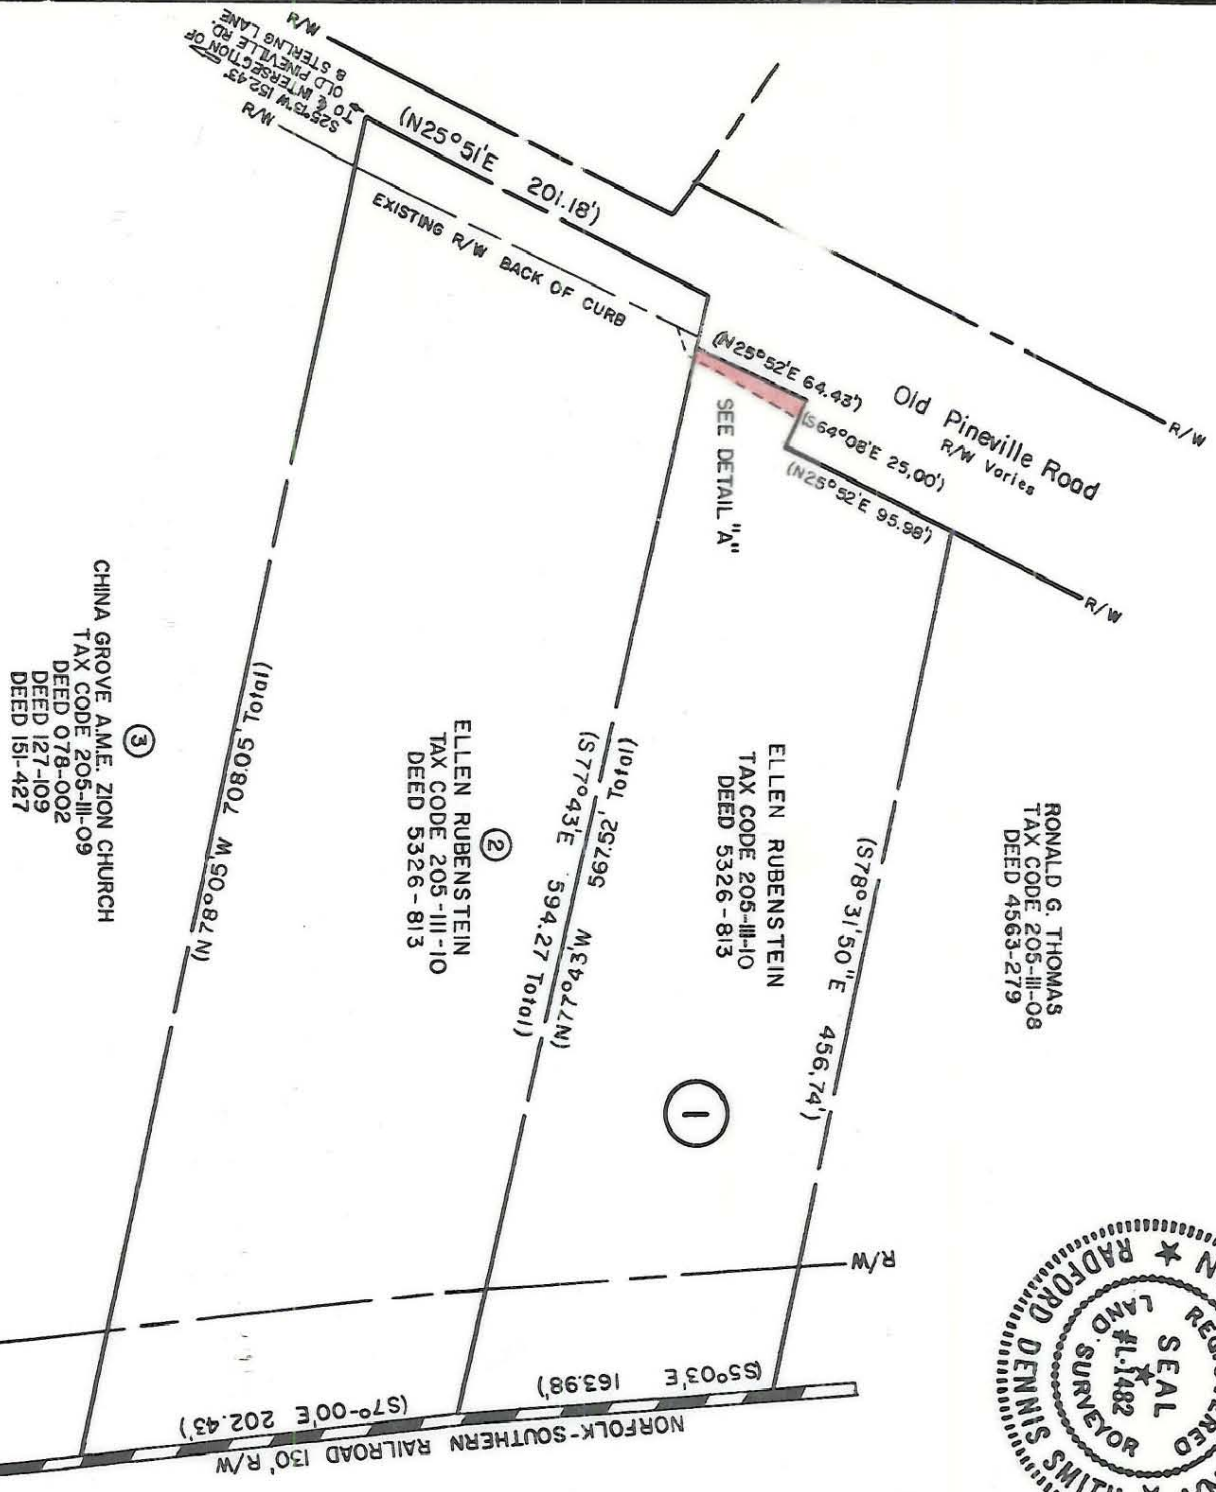 R/W
S25°13'W 152.43'
TO ℄ INTERSECTION OF
OLD PINEVILLE RD.
& STERLING LANE
R/W
(N25°51'E 201.18')
EXISTING R/W BACK OF CURB
(N25°52'E 64.43')
(S64°08'E 25.00')
(N25°52'E 95.98')
Old Pineville Road
R/W Varies
R/W
R/W
SEE DETAIL "A"
RONALD G. THOMAS
TAX CODE 205-111-08
DEED 4563-279
(S78°31'50"E 456.74')
ELLEN RUBENSTEIN
TAX CODE 205-111-10
DEED 5326-813
1
(N77°43'W 597.52' Total)
(S77°43'E 594.27 Total)
2
ELLEN RUBENSTEIN
TAX CODE 205-111-10
DEED 5326-813
(N78°05'W 708.05' Total)
3
CHINA GROVE A.M.E. ZION CHURCH
TAX CODE 205-111-09
DEED 078-002
DEED 127-109
DEED 151-427
R/W
(S5°03'E 163.98')
(S7°-00'E 202.43')
NORFOLK-SOUTHERN RAILROAD 130' R/W
RADFORD DENNIS SMITH
LAND SURVEYOR
SEAL
#L-1482